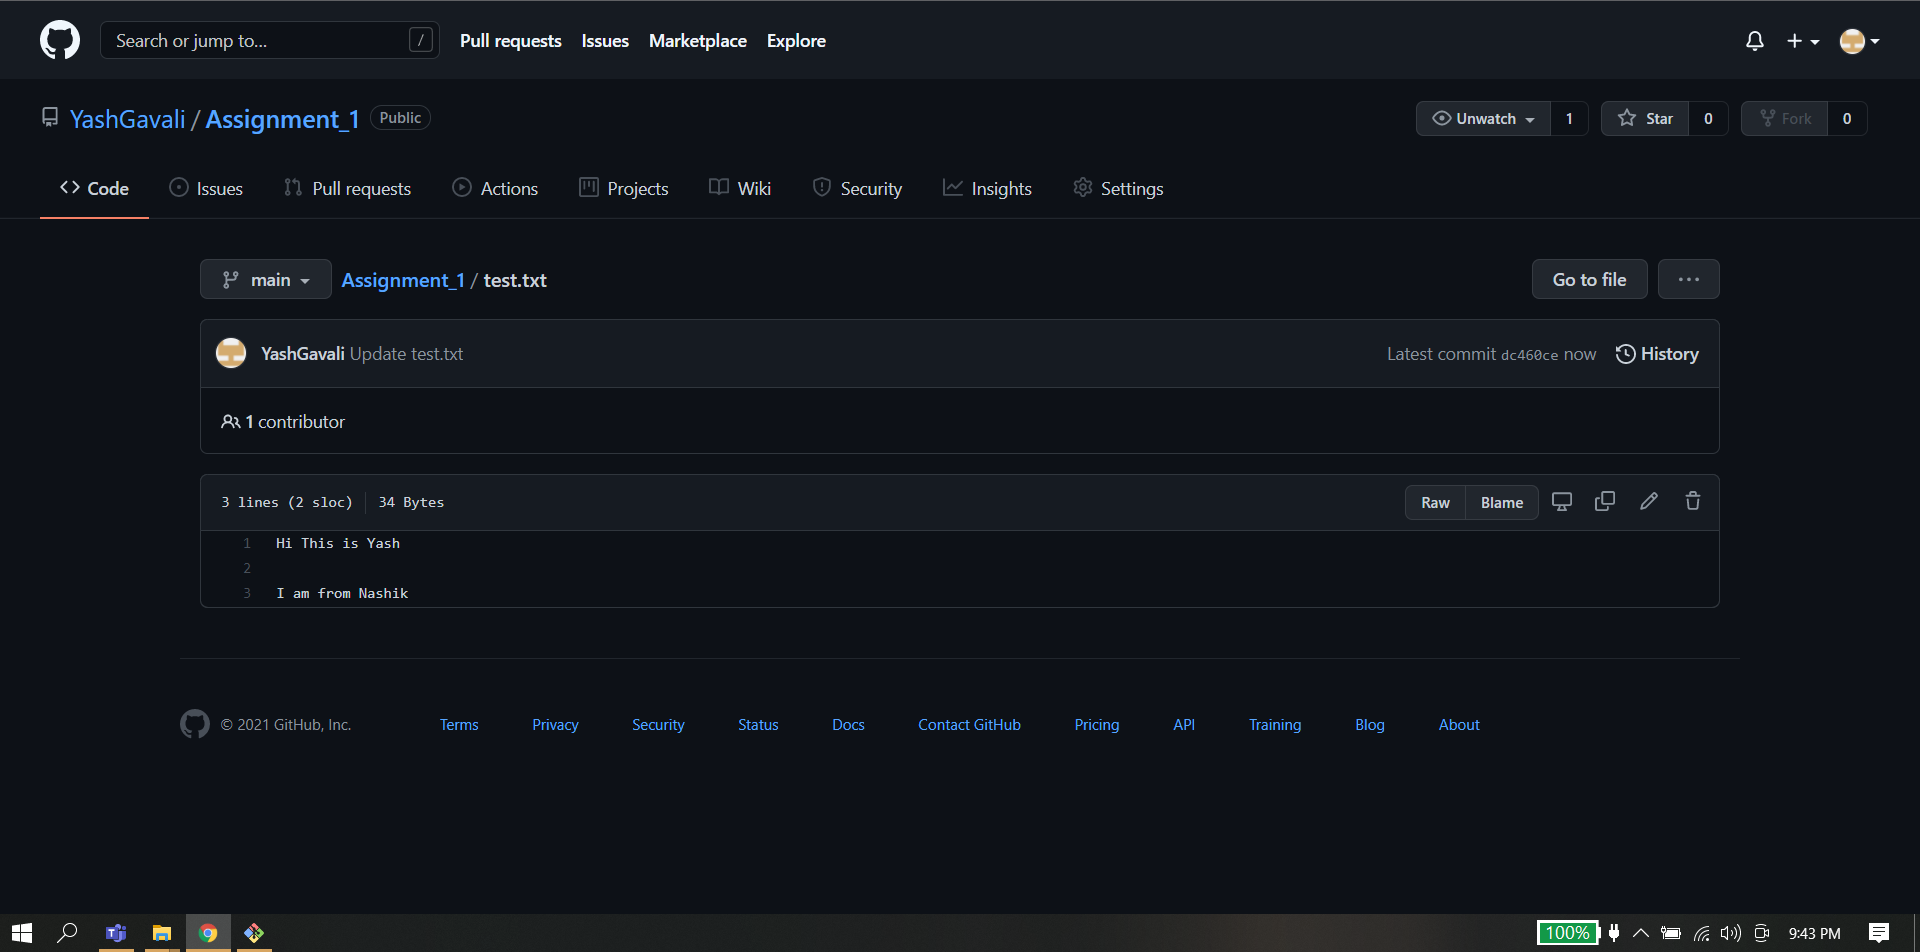 Search or jump to... /
Pull requests Issues Marketplace Explore
YashGavali / Assignment_1 Public
Unwatch 1 Star 0 Fork 0
Code Issues Pull requests Actions Projects Wiki Security Insights Settings
main Assignment_1 / test.txt Go to file ...
YashGavali Update test.txt Latest commit dc460ce now History
1 contributor
3 lines (2 sloc) 34 Bytes Raw Blame
1 Hi This is Yash
2
3 I am from Nashik
© 2021 GitHub, Inc. Terms Privacy Security Status Docs Contact GitHub Pricing API Training Blog About
100% 9:43 PM